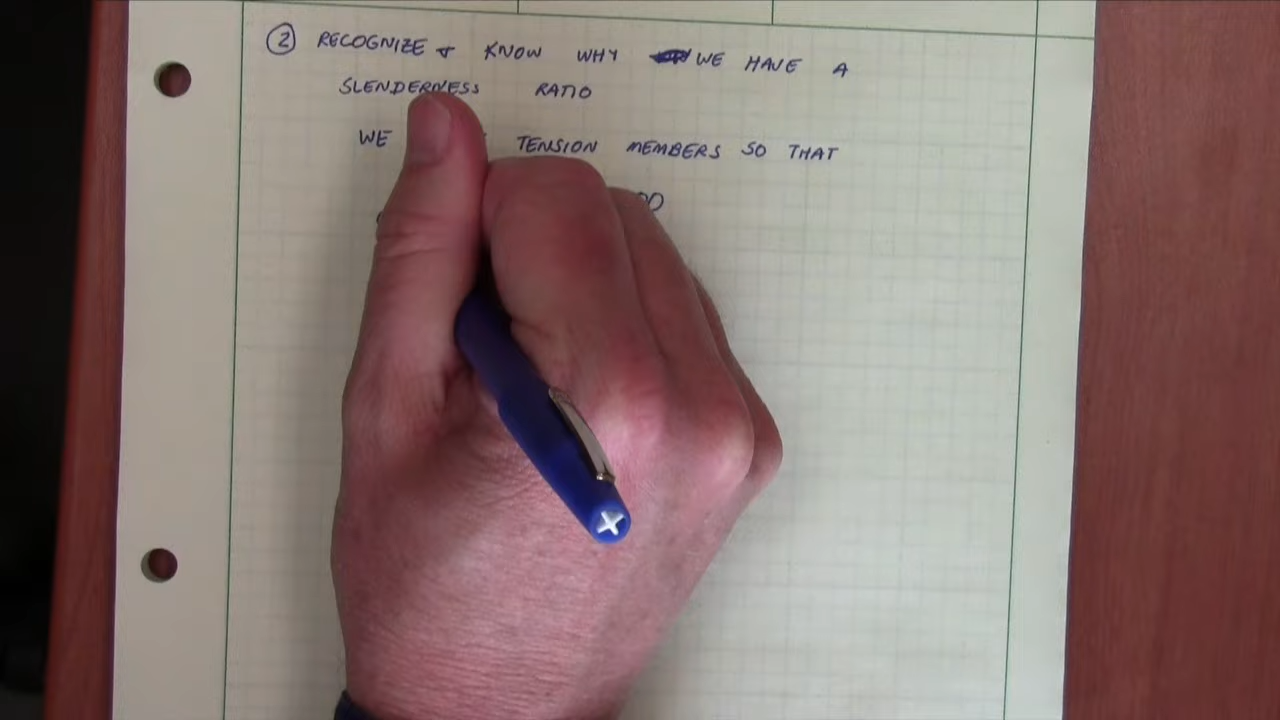 ② RECOGNIZE & KNOW WHY WE HAVE A
SLENDERNESS RATIO
WE TENSION MEMBERS SO THAT